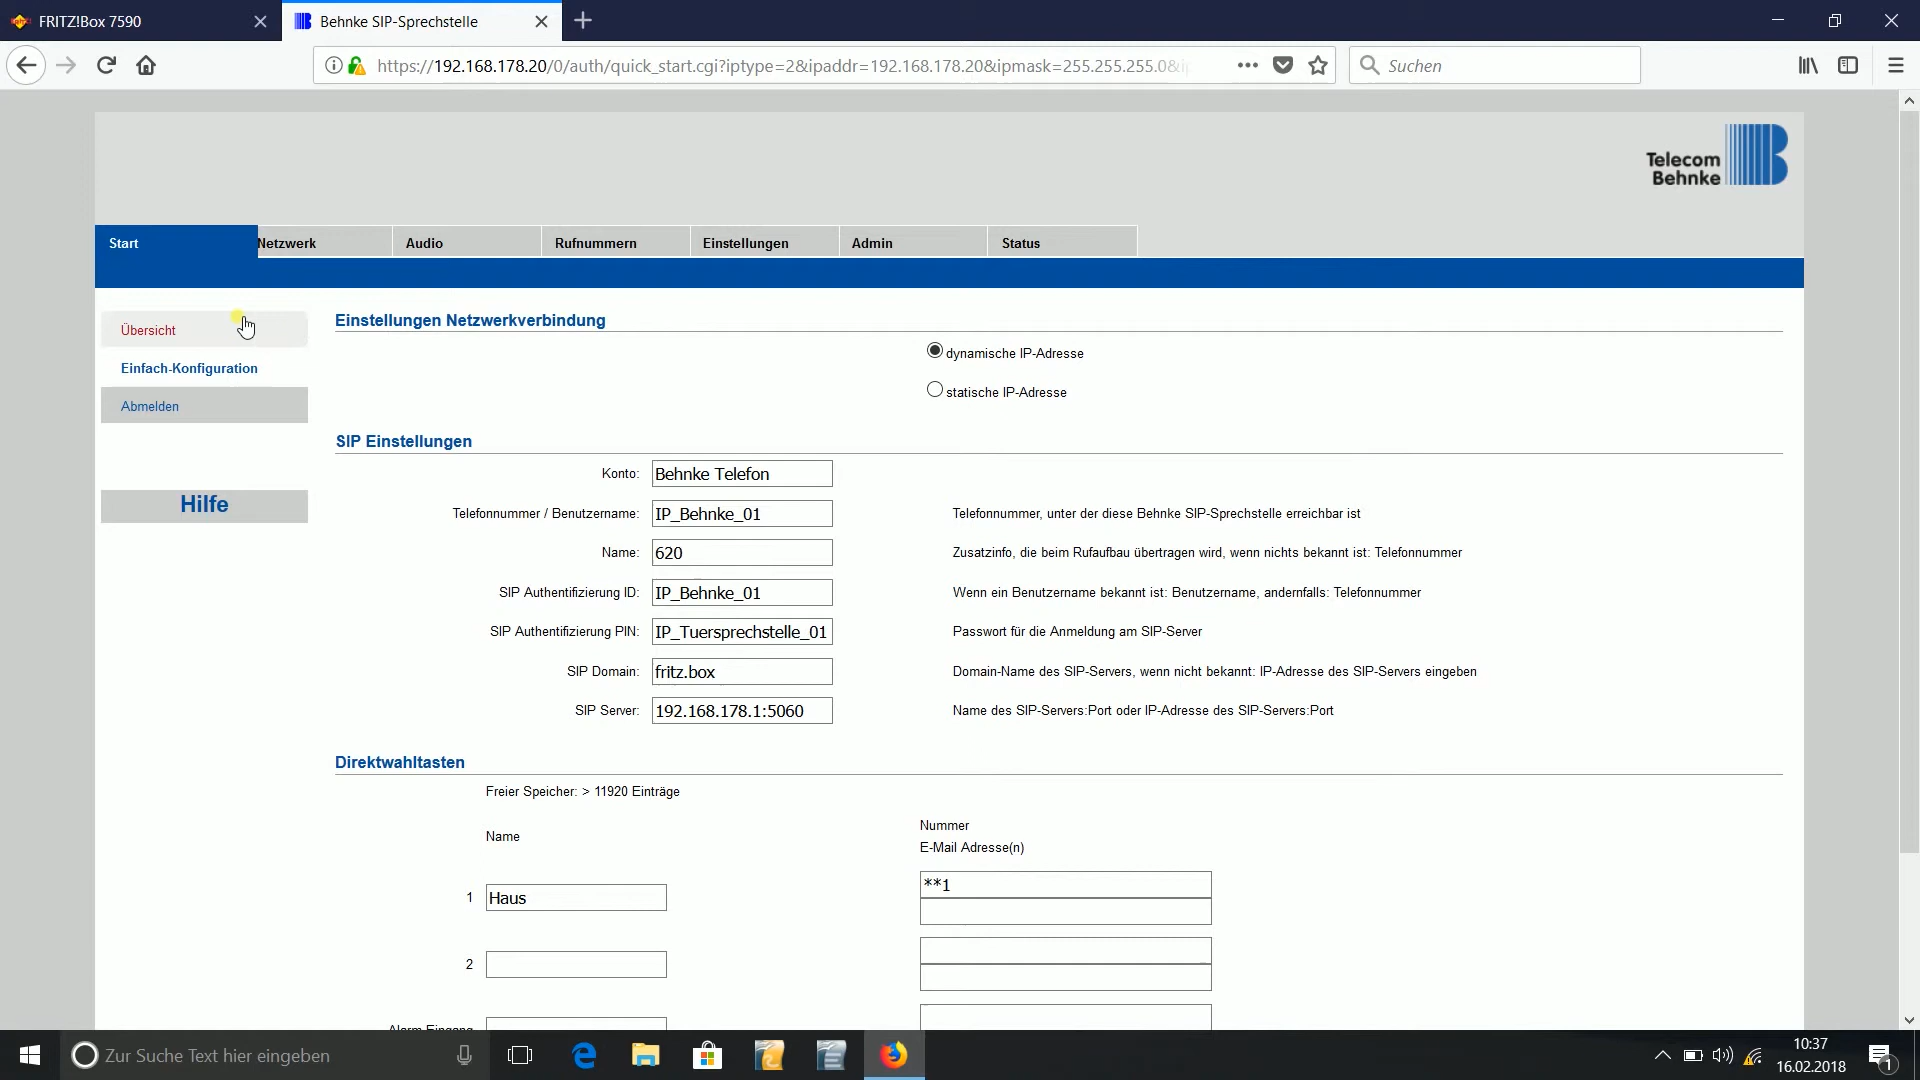 FRITZ!Box 7590
Behnke SIP-Sprechstelle
https://192.168.178.20/0/auth/quick_start.cgi?iptype=2&ipaddr=192.168.178.20&ipmask=255.255.255.0&i
Suchen
Telecom
Behnke
Start
Netzwerk
Audio
Rufnummern
Einstellungen
Admin
Status
Übersicht
Einfach-Konfiguration
Abmelden
Hilfe
Einstellungen Netzwerkverbindung
dynamische IP-Adresse
statische IP-Adresse
SIP Einstellungen
Konto: Behnke Telefon
Telefonnummer / Benutzername: IP_Behnke_01 Telefonnummer, unter der diese Behnke SIP-Sprechstelle erreichbar ist
Name: 620 Zusatzinfo, die beim Rufaufbau übertragen wird, wenn nichts bekannt ist: Telefonnummer
SIP Authentifizierung ID: IP_Behnke_01 Wenn ein Benutzername bekannt ist: Benutzername, andernfalls: Telefonnummer
SIP Authentifizierung PIN: IP_Tuersprechstelle_01 Passwort für die Anmeldung am SIP-Server
SIP Domain: fritz.box Domain-Name des SIP-Servers, wenn nicht bekannt: IP-Adresse des SIP-Servers eingeben
SIP Server: 192.168.178.1:5060 Name des SIP-Servers:Port oder IP-Adresse des SIP-Servers:Port
Direktwahltasten
Freier Speicher: > 11920 Einträge
Name
Nummer
E-Mail Adresse(n)
1 Haus **1
2
Alarm Eingang
Zur Suche Text hier eingeben
10:37
16.02.2018
1